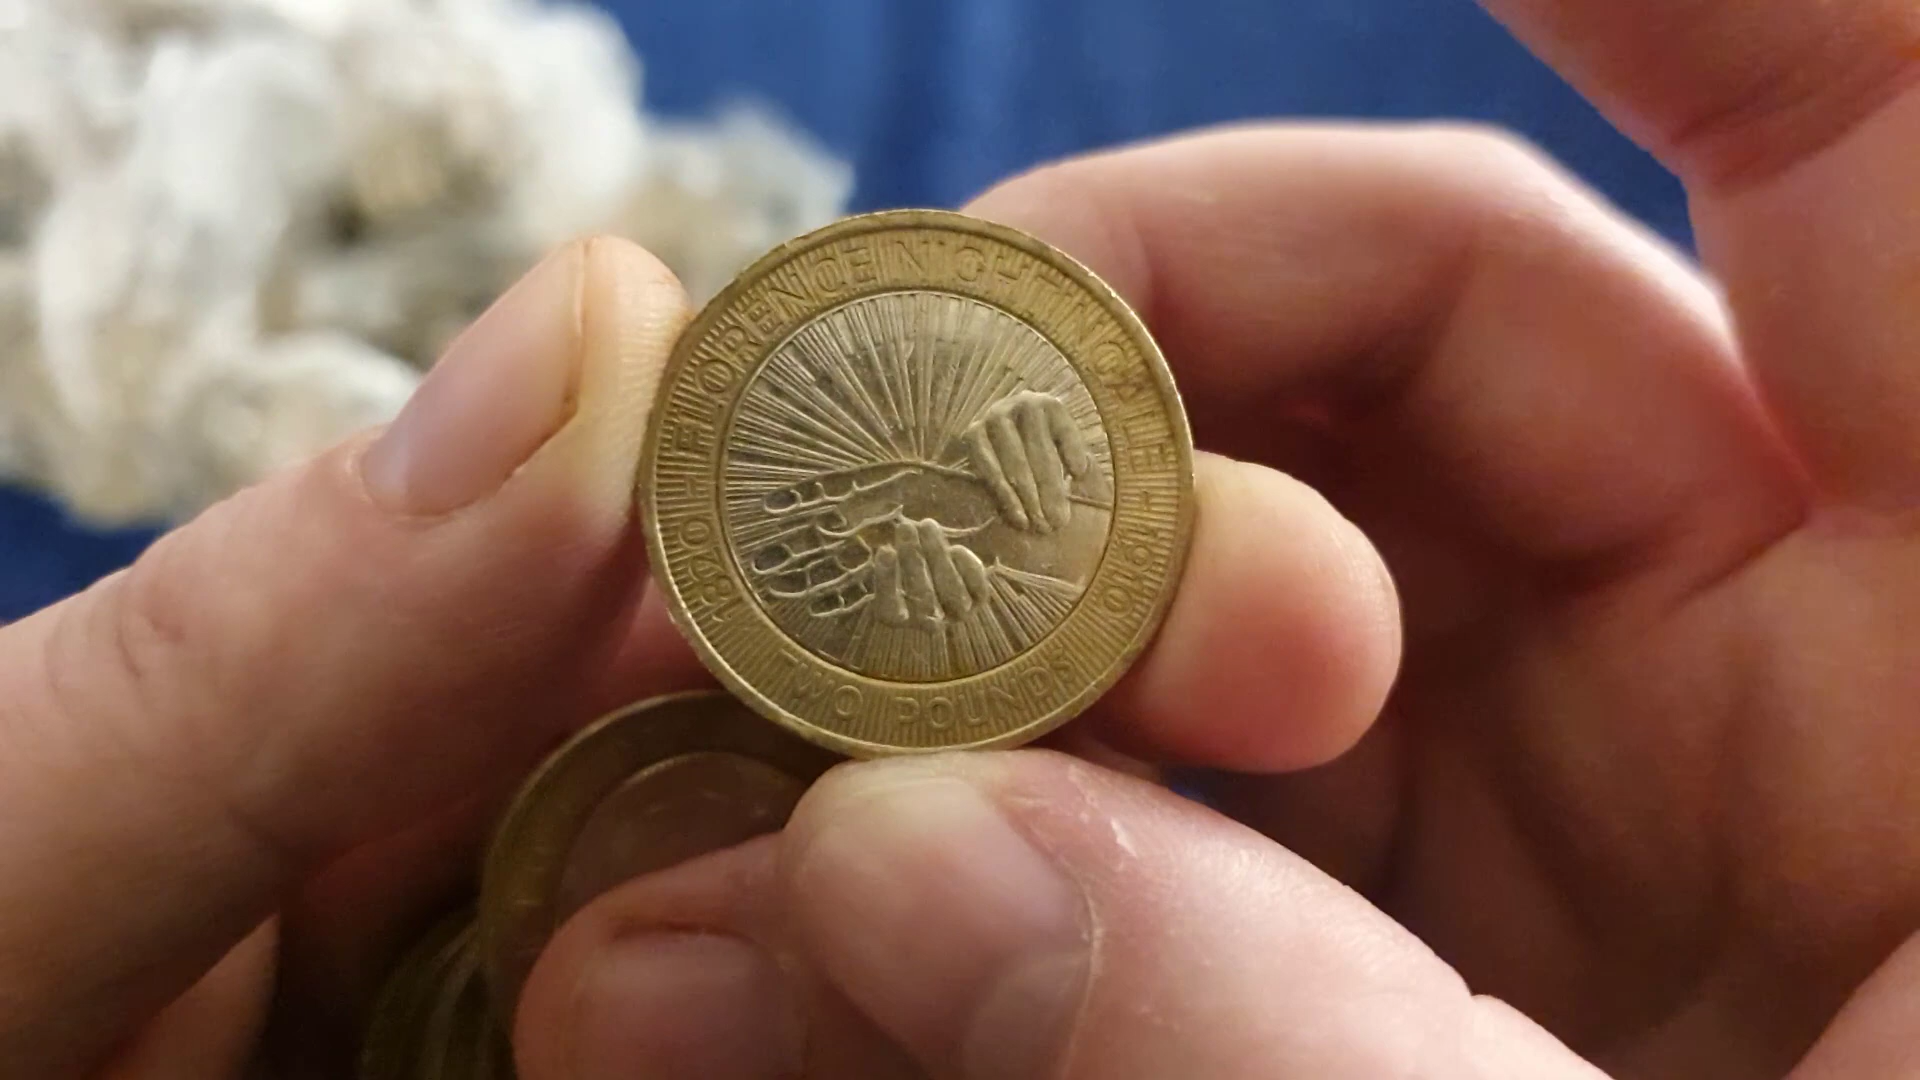 1820 – FLORENCE NIGHTINGALE – 1910
TWO POUNDS